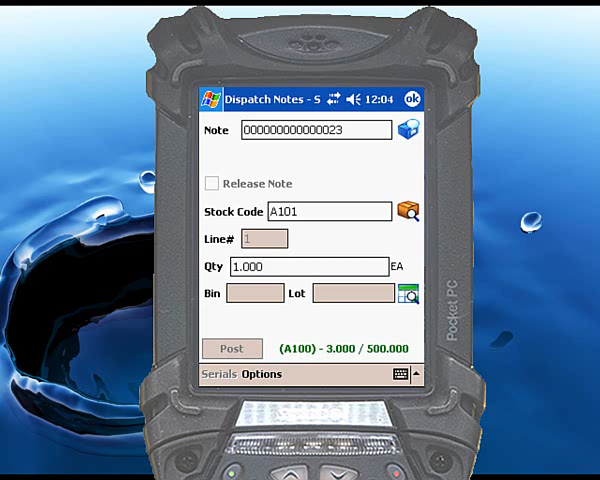 Dispatch Notes - S 12:04 ok
Note 000000000000023
Release Note
Stock Code A101
Line# 1
Qty 1.000 EA
Bin Lot
Post (A100) - 3.000 / 500.000
Serials Options
Pocket PC